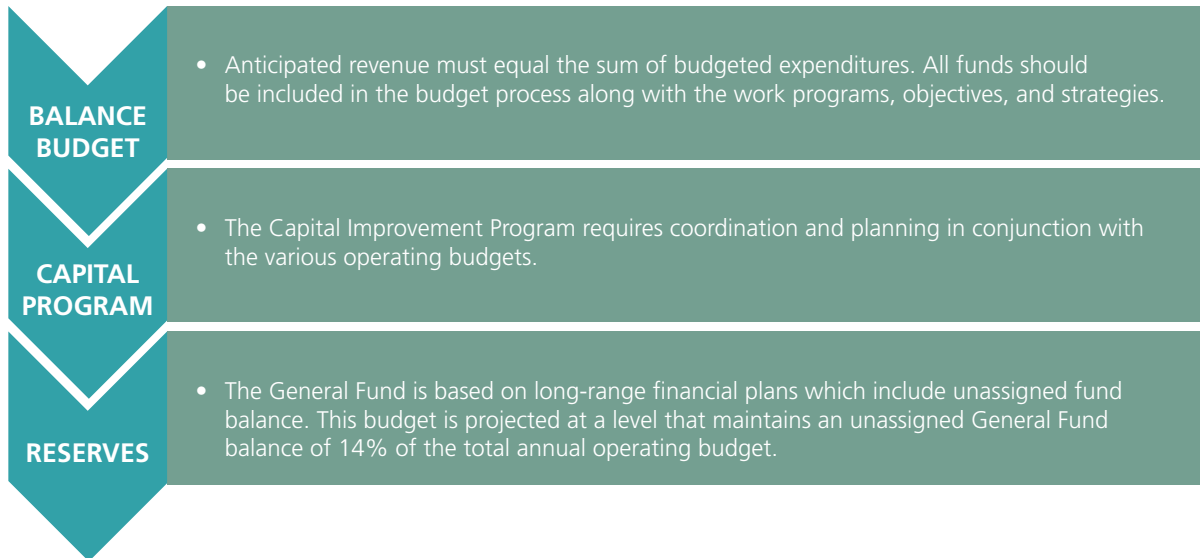 BALANCE
BUDGET
• Anticipated revenue must equal the sum of budgeted expenditures. All funds should
be included in the budget process along with the work programs, objectives, and strategies.
CAPITAL
PROGRAM
• The Capital Improvement Program requires coordination and planning in conjunction with
the various operating budgets.
RESERVES
• The General Fund is based on long-range financial plans which include unassigned fund
balance. This budget is projected at a level that maintains an unassigned General Fund
balance of 14% of the total annual operating budget.